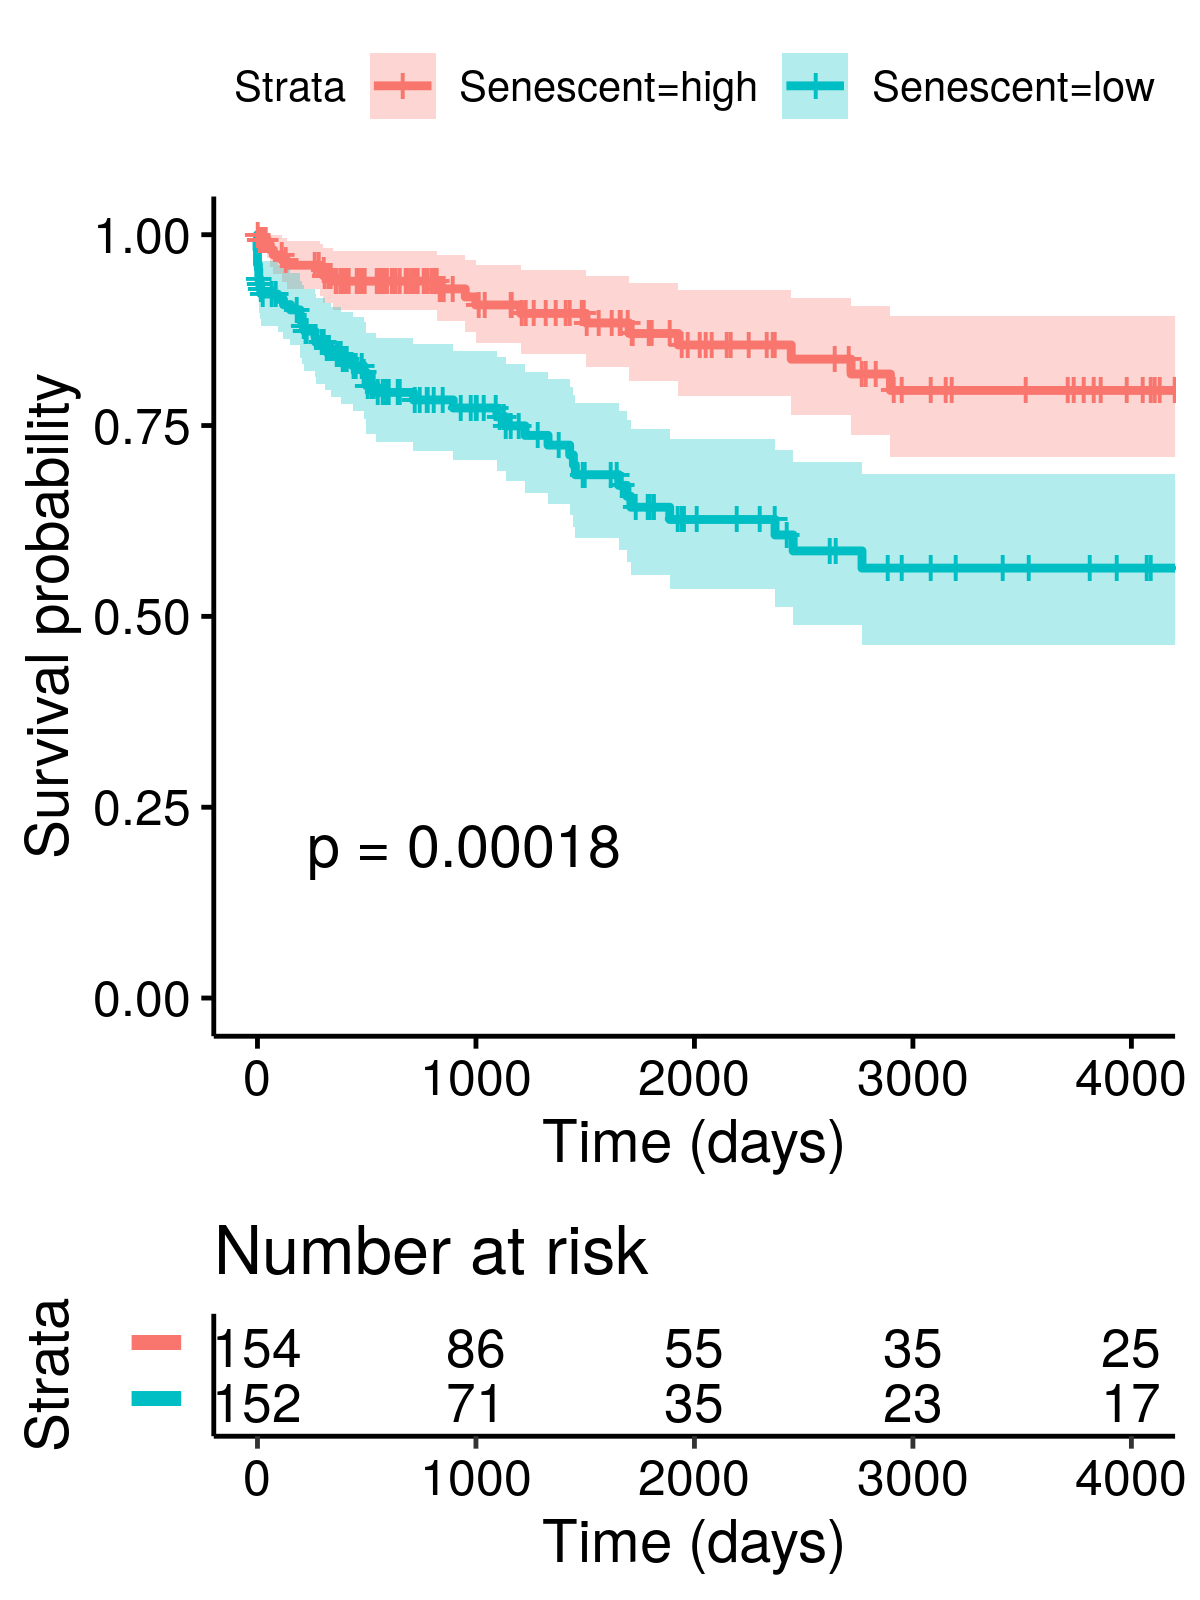 Strata Senescent=high Senescent=low
Survival probability
1.00
0.75
0.50
0.25
0.00
p = 0.00018
0 1000 2000 3000 4000
Time (days)
Number at risk
Strata
154 86 55 35 25
152 71 35 23 17
0 1000 2000 3000 4000
Time (days)